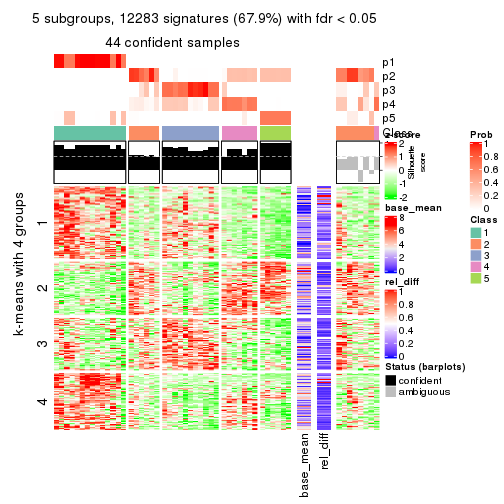 5 subgroups, 12283 signatures (67.9%) with fdr < 0.05
44 confident samples
p1
p2
p3
p4
p5
Class
k-means with 4 groups
1
2
3
4
base_mean
rel_diff
Silhouette
score
z-score
2
1
0
-1
-2
base_mean
8
6
4
2
0
rel_diff
1
0.8
0.6
0.4
0.2
0
Status (barplots)
confident
ambiguous
Prob
1
0.8
0.6
0.4
0.2
0
Class
1
2
3
4
5